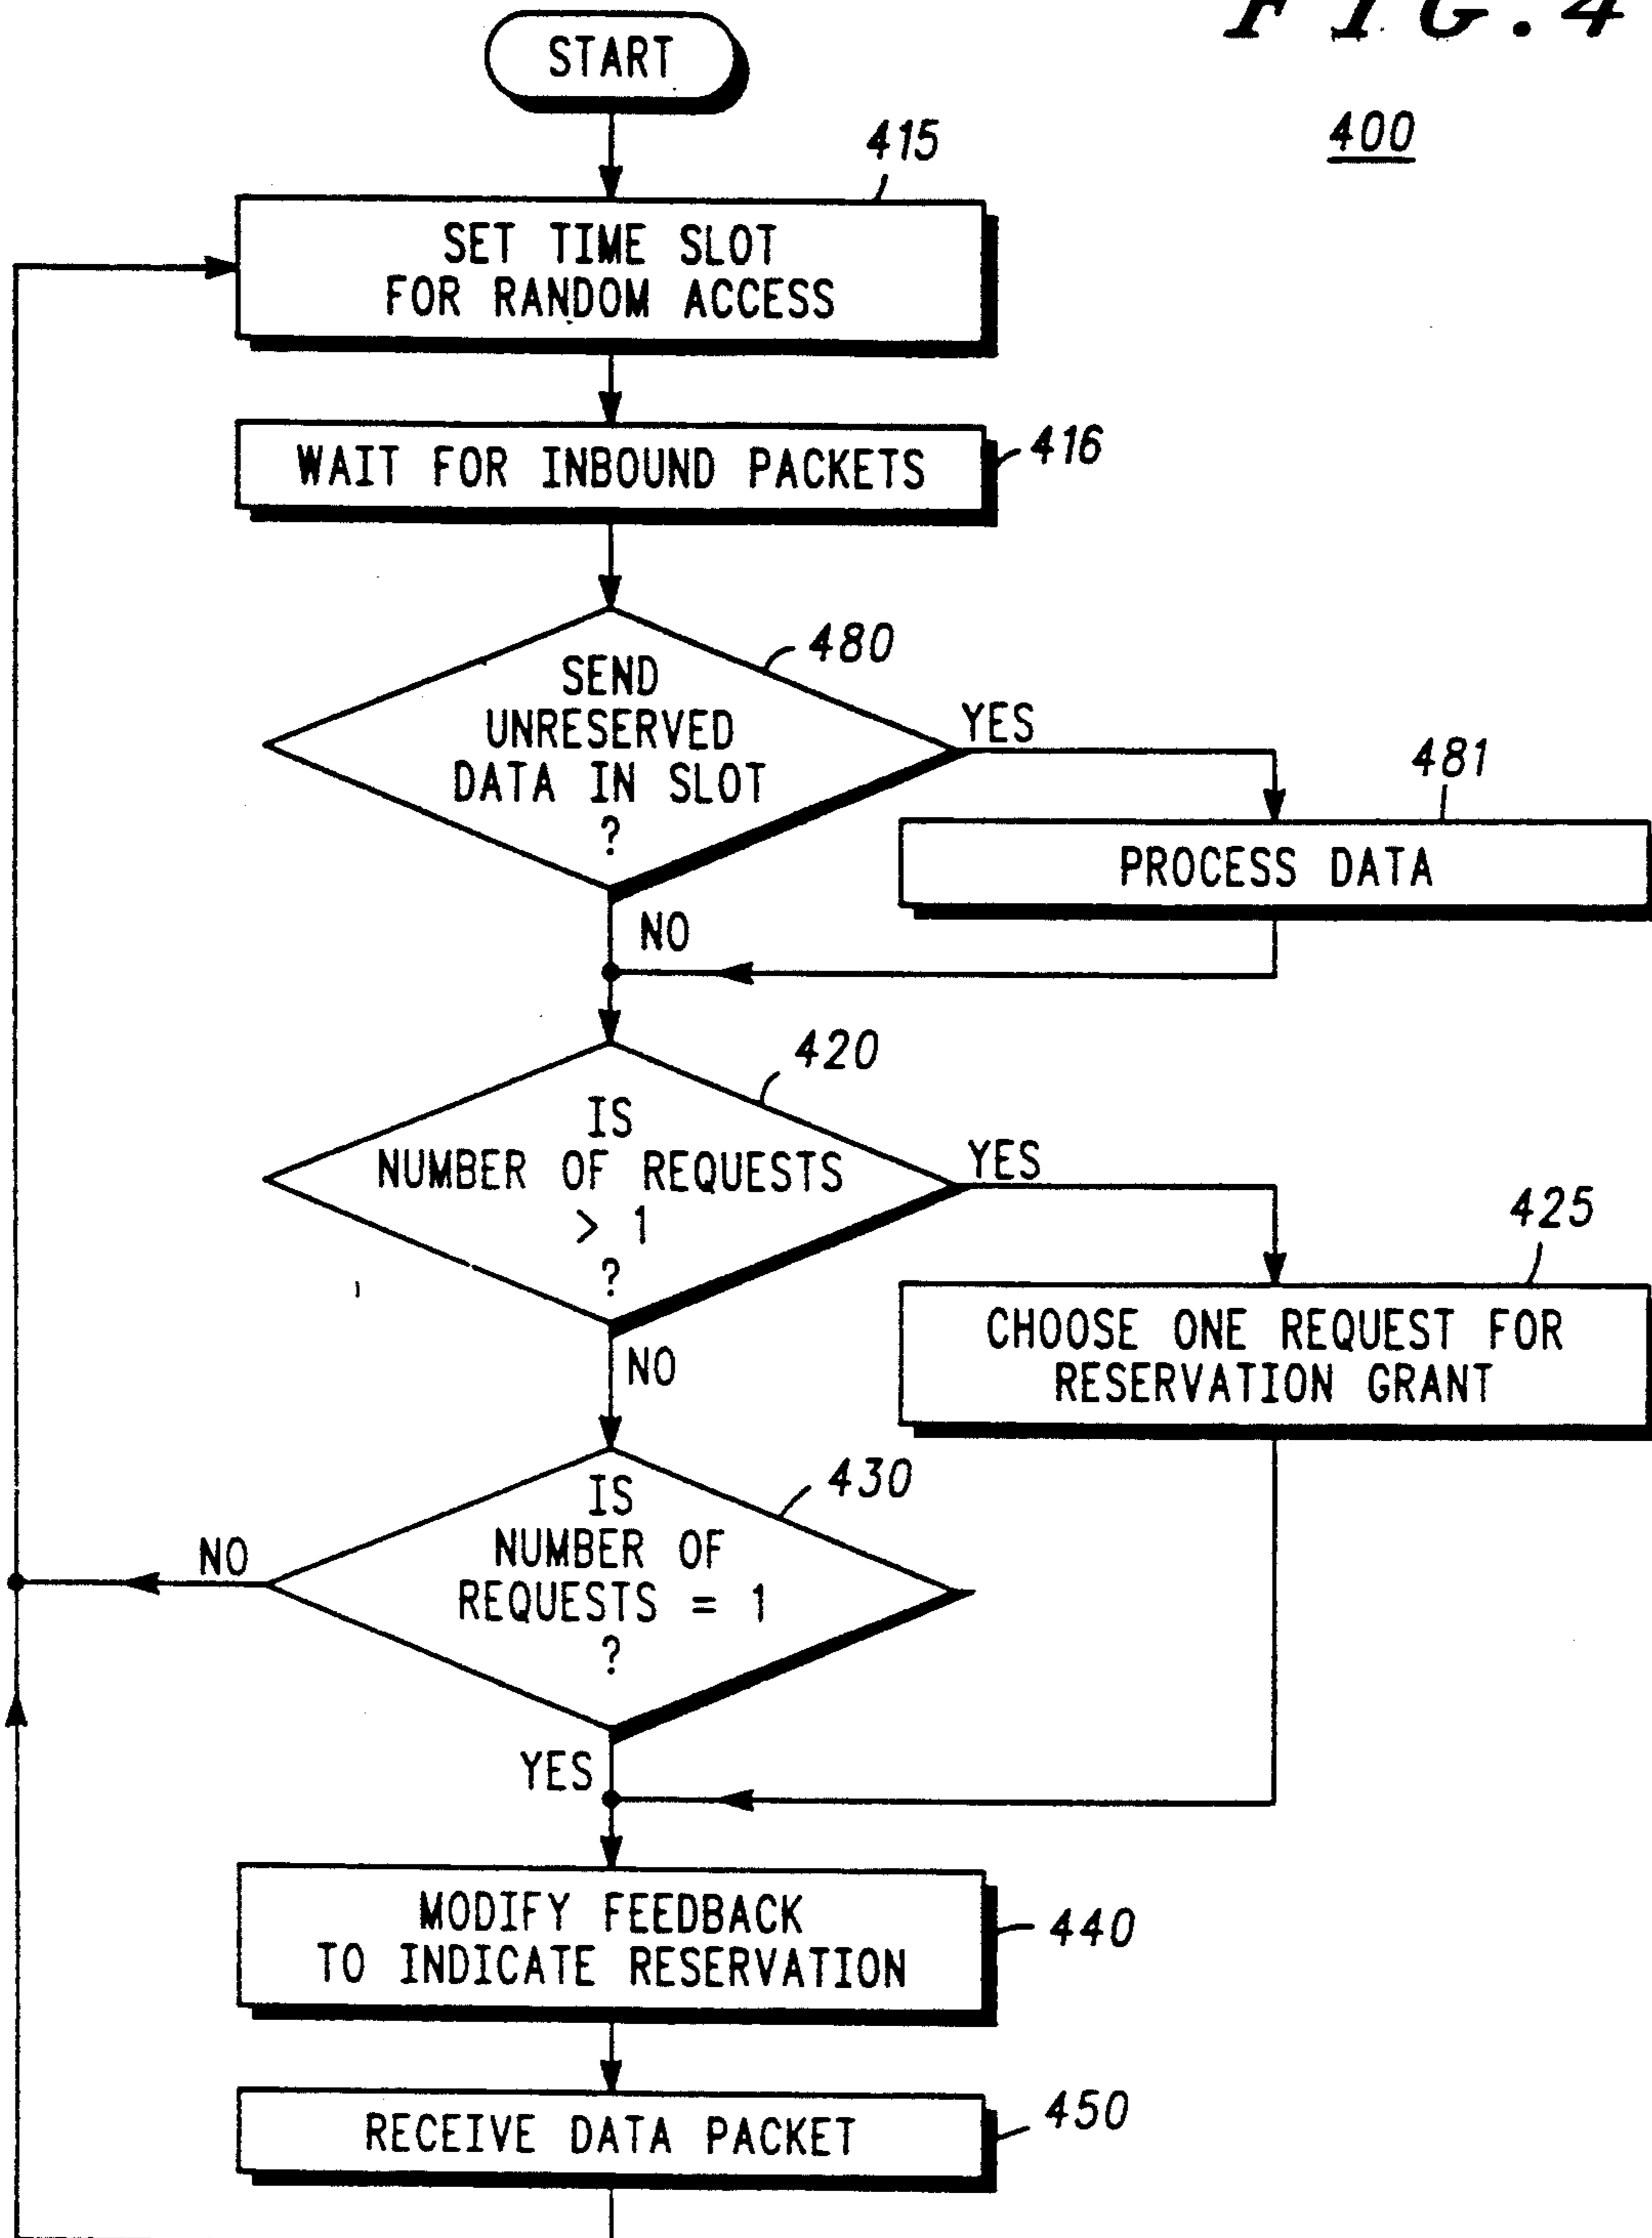 FIG.4
START
400
415
SET TIME SLOT
FOR RANDOM ACCESS
WAIT FOR INBOUND PACKETS
416
480
SEND
UNRESERVED
DATA IN SLOT
?
YES
481
PROCESS DATA
NO
420
IS
NUMBER OF REQUESTS
> 1
?
YES
425
CHOOSE ONE REQUEST FOR
RESERVATION GRANT
NO
430
IS
NUMBER OF
REQUESTS = 1
?
NO
YES
MODIFY FEEDBACK
TO INDICATE RESERVATION
440
RECEIVE DATA PACKET
450